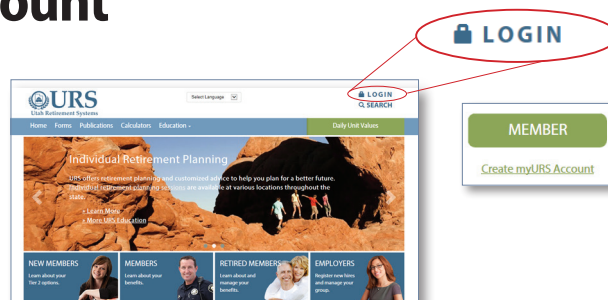 ount
LOGIN
URS
Utah Retirement Systems
Select Language
LOGIN
SEARCH
Home Forms Publications Calculators Education
Daily Unit Values
Individual Retirement Planning
URS offers retirement planning and customized advice to help you plan for a better future.
Individual retirement planning sessions are available at various locations throughout the
state.
» Learn More
» More URS Education
NEW MEMBERS
Learn about your
Tier 2 options.
MEMBERS
Learn about your
benefits.
RETIRED MEMBERS
Learn about and
manage your
benefits.
EMPLOYERS
Register new hires
and manage your
group.
MEMBER
Create myURS Account